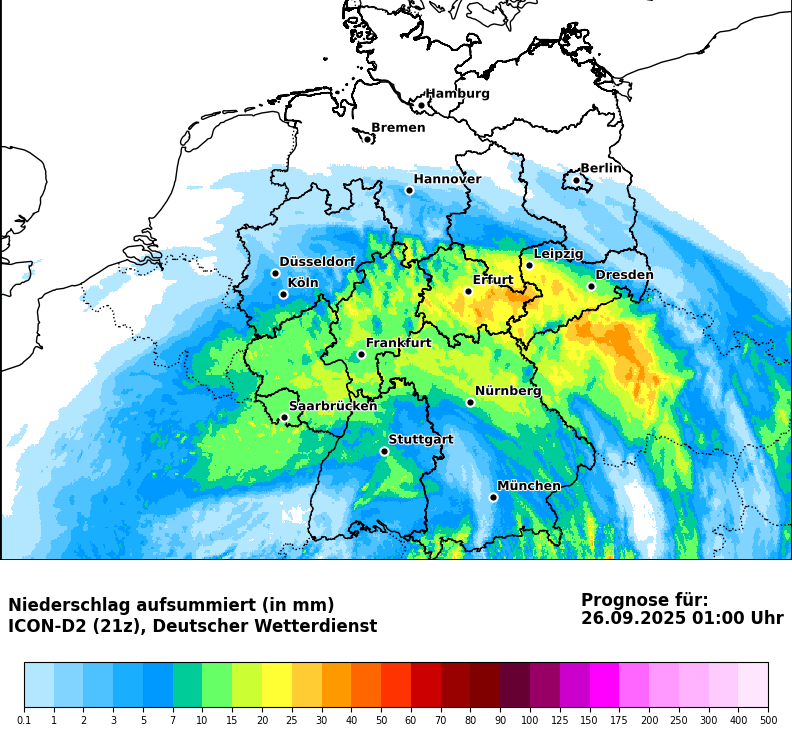 Hamburg
Bremen
Berlin
Hannover
Leipzig
Düsseldorf
Dresden
Erfurt
Köln
Frankfurt
Nürnberg
Saarbrücken
Stuttgart
München
Niederschlag aufsummiert (in mm)
ICON-D2 (21z), Deutscher Wetterdienst
Prognose für:
26.09.2025 01:00 Uhr
0.1 1 2 3 5 7 10 15 20 25 30 40 50 60 70 80 90 100 125 150 175 200 250 300 400 500